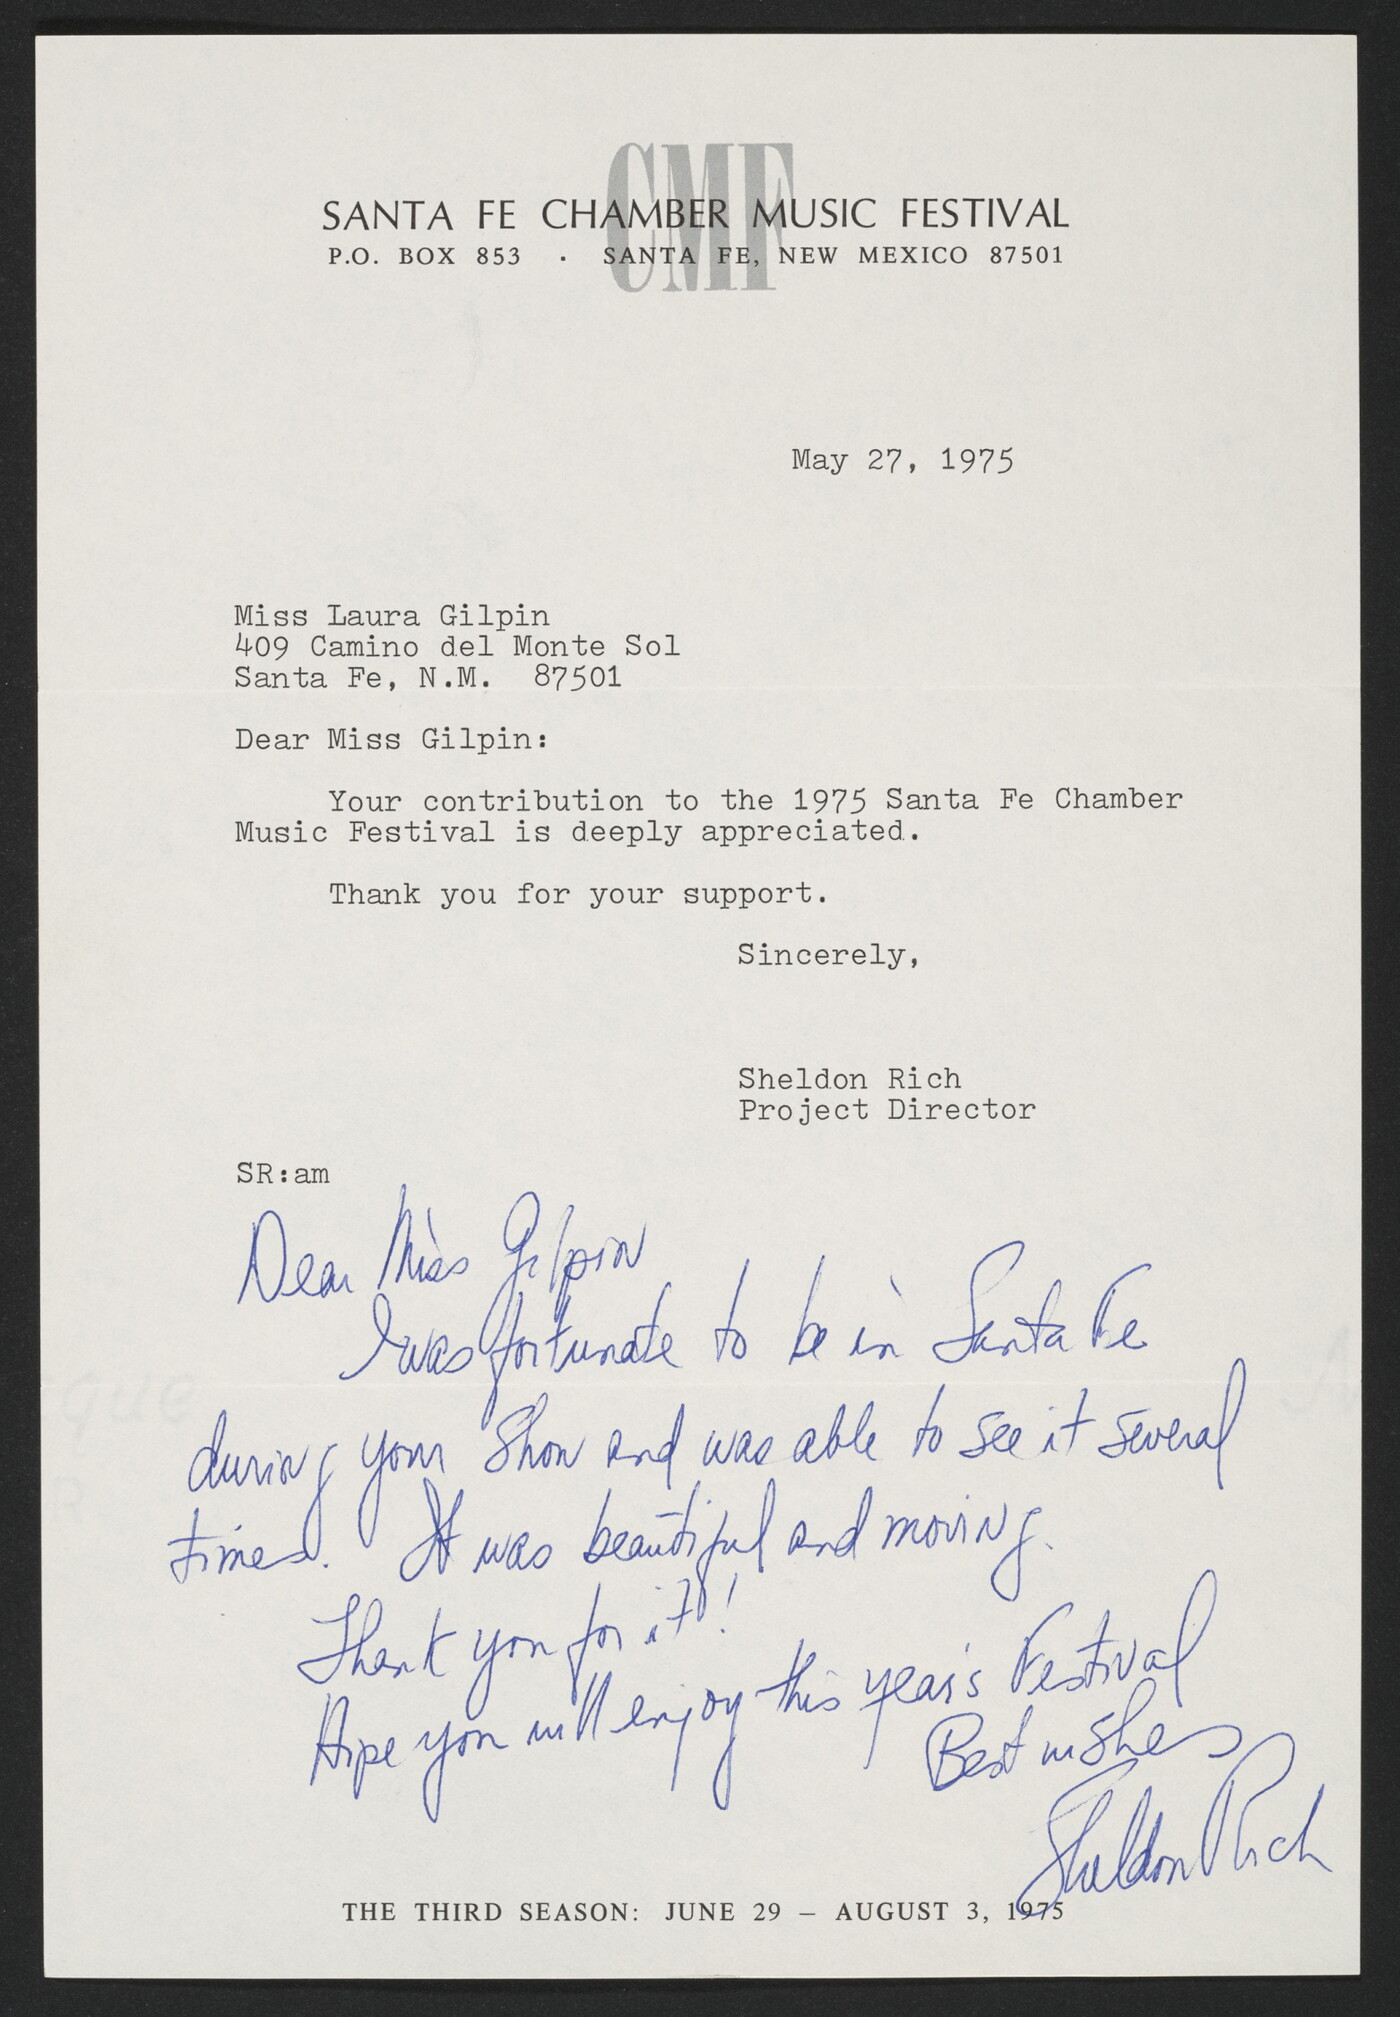 CMF
SANTA FE CHAMBER MUSIC FESTIVAL
P.O. BOX 853 · SANTA FE, NEW MEXICO 87501
May 27, 1975
Miss Laura Gilpin
409 Camino del Monte Sol
Santa Fe, N.M. 87501
Dear Miss Gilpin:
Your contribution to the 1975 Santa Fe Chamber
Music Festival is deeply appreciated.
Thank you for your support.
Sincerely,
Sheldon Rich
Project Director
SR:am
Dear Miss Gilpin
I was fortunate to be in Santa Fe
during your Show and was able to see it several
times. It was beautiful and moving.
Thank you for it!
Hope you will enjoy this year's Festival
Best wishes
Sheldon Rich
THE THIRD SEASON: JUNE 29 – AUGUST 3, 1975